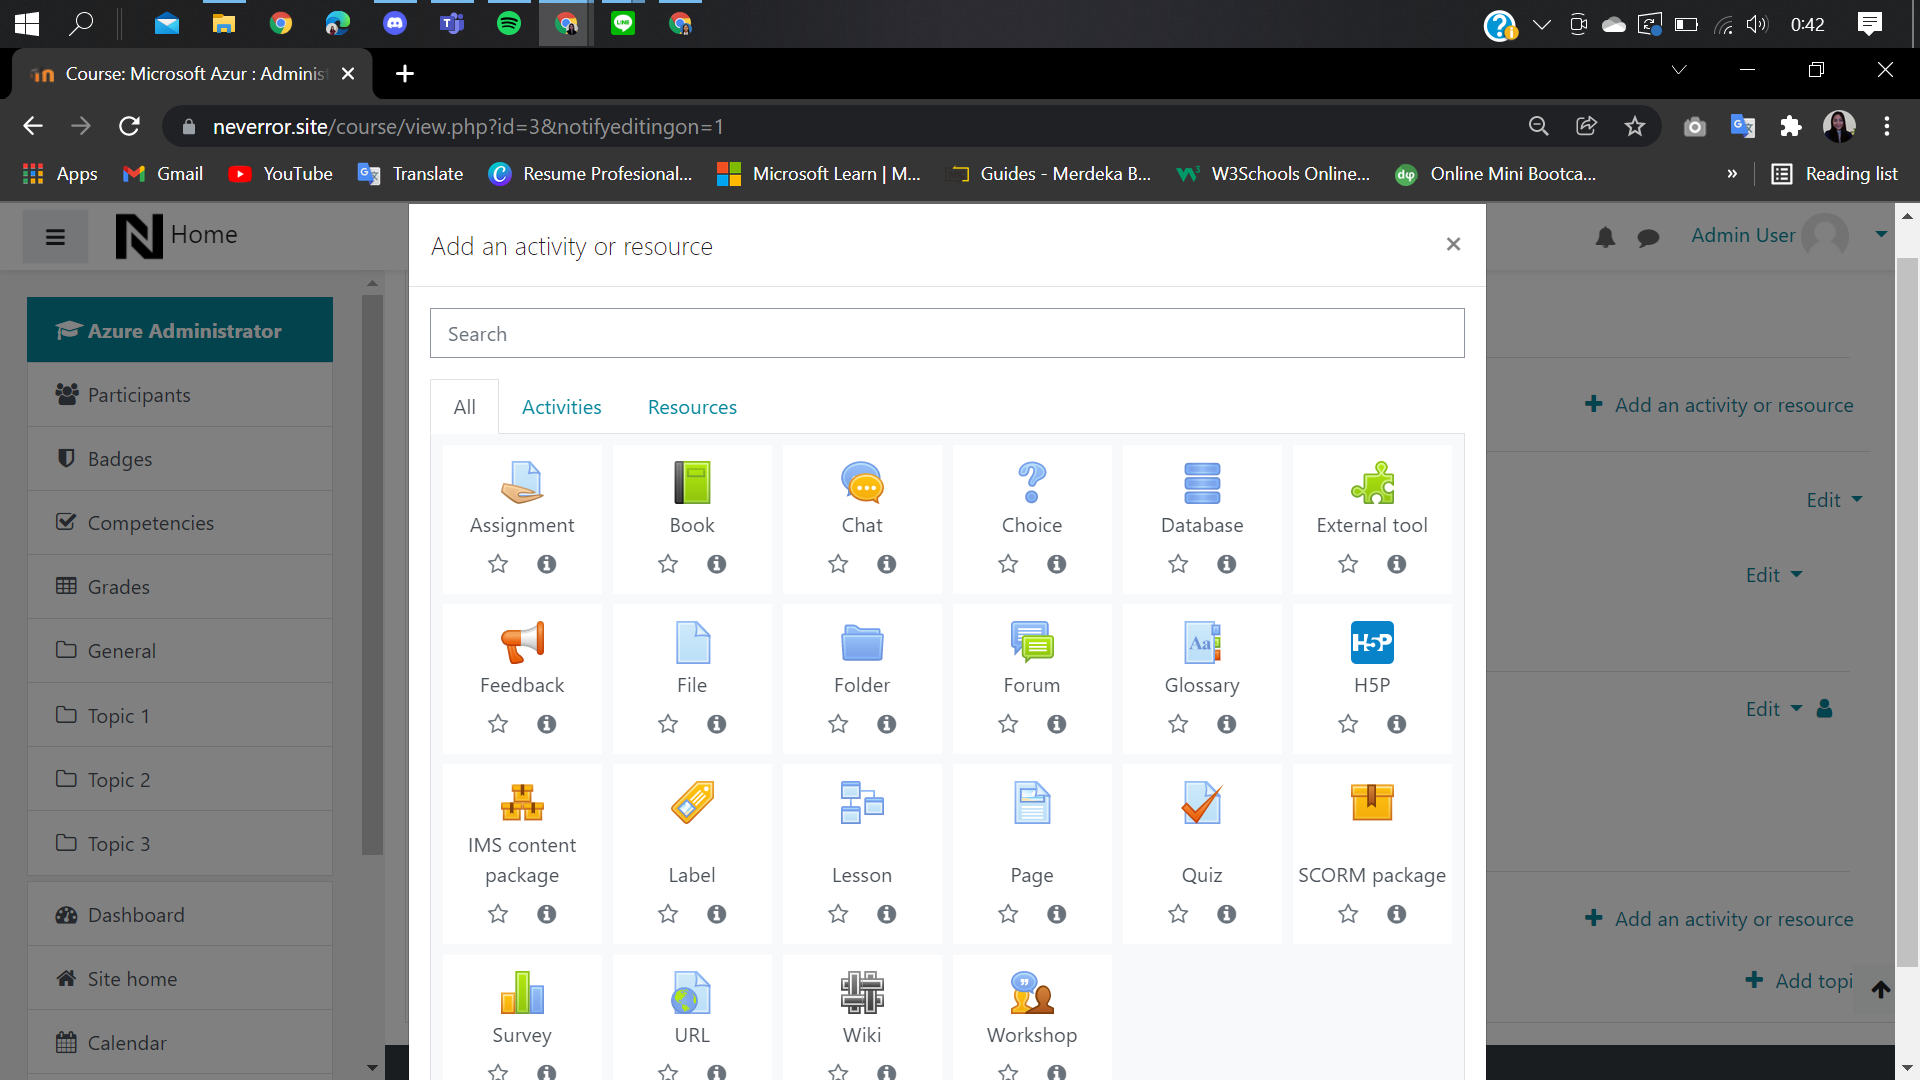 0:42
Course: Microsoft Azur : Adminis
neverror.site/course/view.php?id=3&notifyeditingon=1
Apps Gmail YouTube Translate Resume Profesional... Microsoft Learn | M... Guides - Merdeka B... W3Schools Online... Online Mini Bootca... » Reading list
Home
Admin User
Azure Administrator
Participants
Badges
Competencies
Grades
General
Topic 1
Topic 2
Topic 3
Dashboard
Site home
Calendar
Add an activity or resource
Search
All Activities Resources
Assignment Book Chat Choice Database External tool
Feedback File Folder Forum Glossary H5P
IMS content package Label Lesson Page Quiz SCORM package
Survey URL Wiki Workshop
Add an activity or resource
Edit
Edit
Edit
Add an activity or resource
Add topi